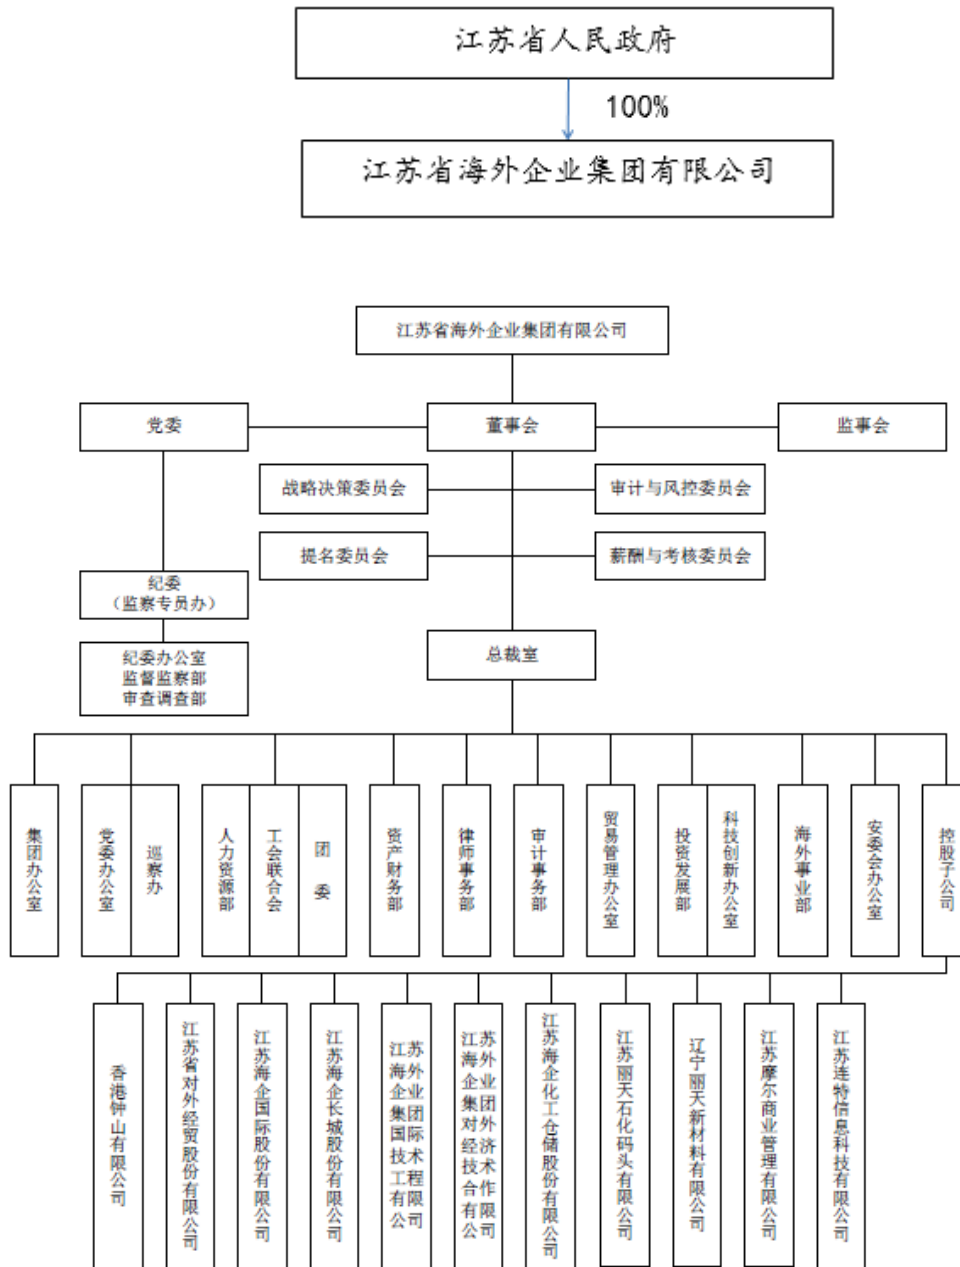 江苏省人民政府
100%
江苏省海外企业集团有限公司
江苏省海外企业集团有限公司
党委
董事会
监事会
战略决策委员会
审计与风控委员会
提名委员会
薪酬与考核委员会
纪委
（监察专员办）
总裁室
纪委办公室
监督监察部
审查调查部
集团办公室
党委办公室
巡察办
人力资源部
工会联合会
团委
资产财务部
律师事务部
审计事务部
贸易管理办公室
投资发展部
科技创新办公室
海外事业部
安委会办公室
控股子公司
香港钟山有限公司
江苏省对外经贸股份有限公司
江苏海企国际股份有限公司
江苏海企长城股份有限公司
江苏海外企业集团国际技术工程有限公司
江苏海外企业集团对外经济技术合作有限公司
江苏海企化工仓储股份有限公司
江苏丽天石化码头有限公司
辽宁丽天新材料有限公司
江苏摩尔商业管理有限公司
江苏连特信息科技有限公司